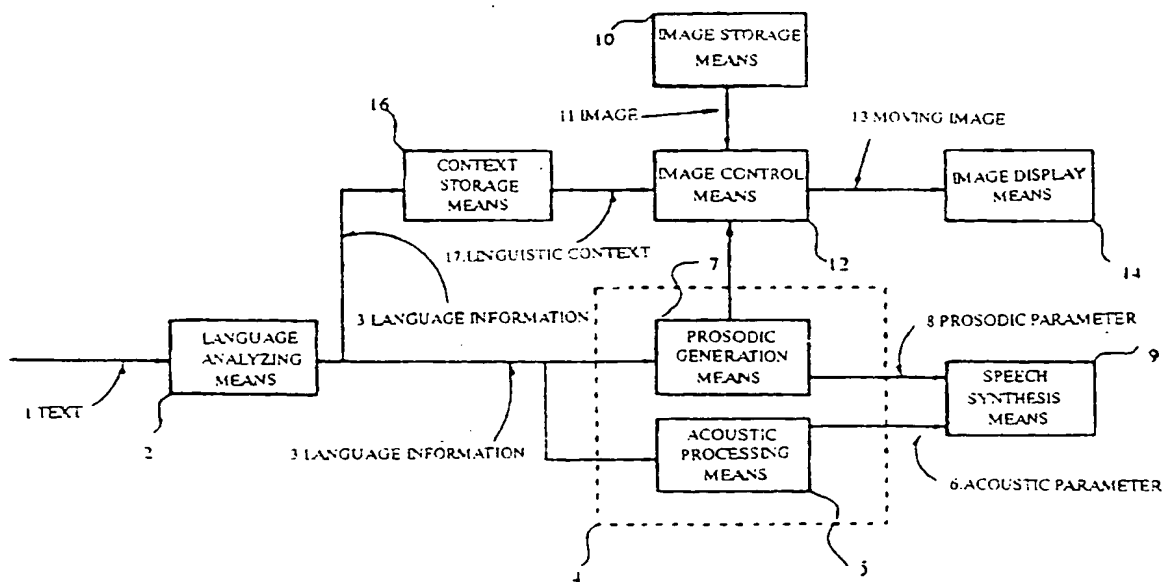 10
IMAGE STORAGE
MEANS
11 IMAGE
16
13 MOVING IMAGE
CONTEXT
STORAGE
MEANS
IMAGE CONTROL
MEANS
IMAGE DISPLAY
MEANS
17.LINGUISTIC CONTEXT
7
12
14
3 LANGUAGE INFORMATION
LANGUAGE
ANALYZING
MEANS
PROSODIC
GENERATION
MEANS
8 PROSODIC PARAMETER
9
SPEECH
SYNTHESIS
MEANS
1 TEXT
2
3 LANGUAGE INFORMATION
ACOUSTIC
PROCESSING
MEANS
6.ACOUSTIC PARAMETER
4
5